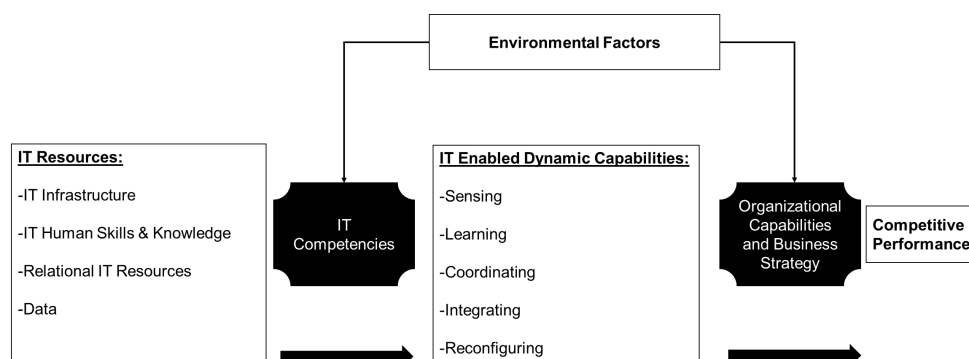 Environmental Factors
IT Resources:
-IT Infrastructure
-IT Human Skills & Knowledge
-Relational IT Resources
-Data
IT
Competencies
IT Enabled Dynamic Capabilities:
-Sensing
-Learning
-Coordinating
-Integrating
-Reconfiguring
Organizational
Capabilities
and Business
Strategy
Competitive
Performance